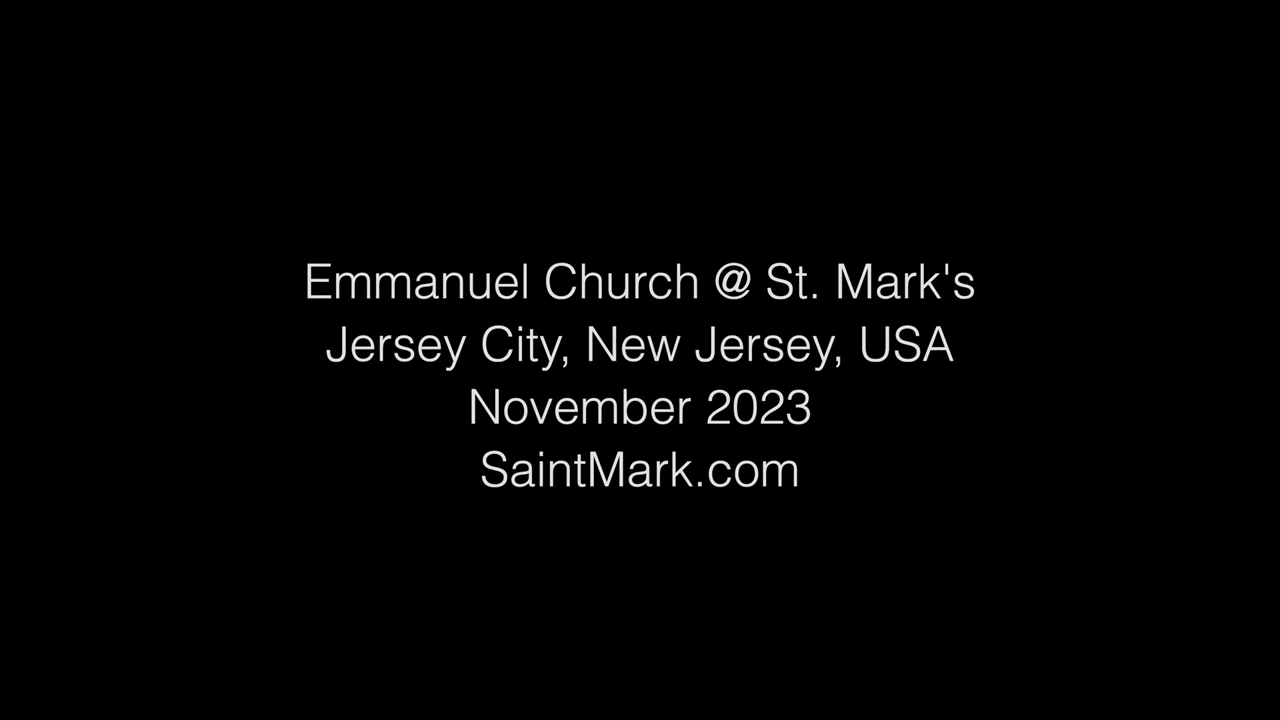 Emmanuel Church @ St. Mark's
Jersey City, New Jersey, USA
November 2023
SaintMark.com